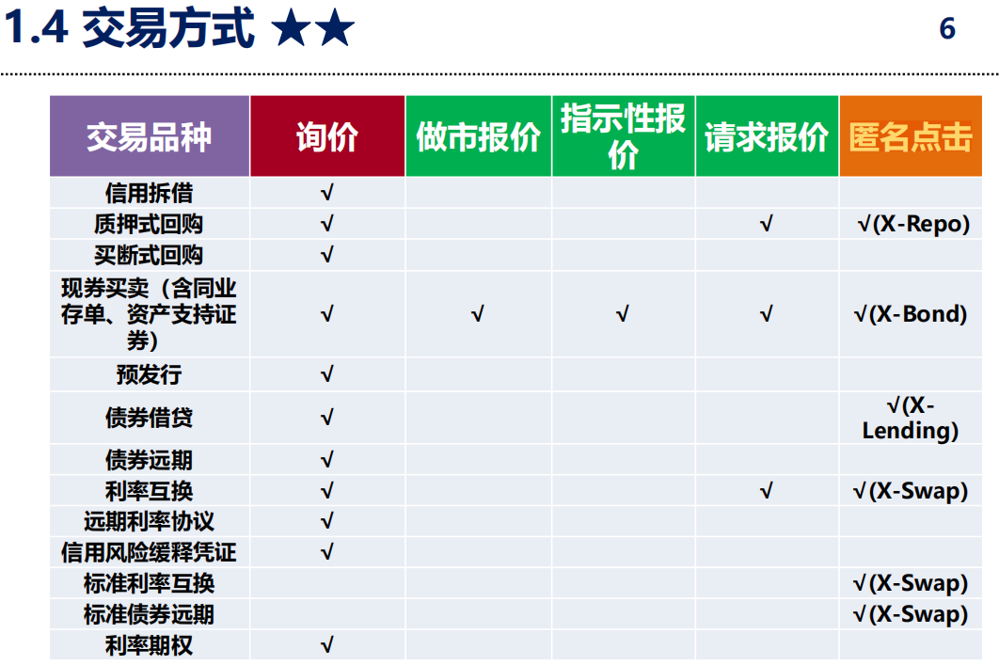 1.4 交易方式 ★★
6
交易品种 询价 做市报价 指示性报价 请求报价 匿名点击
信用拆借 √
质押式回购 √ √ √(X-Repo)
买断式回购 √
现券买卖（含同业存单、资产支持证券） √ √ √ √ √(X-Bond)
预发行 √
债券借贷 √ √(X-Lending)
债券远期 √
利率互换 √ √ √(X-Swap)
远期利率协议 √
信用风险缓释凭证 √
标准利率互换 √(X-Swap)
标准债券远期 √(X-Swap)
利率期权 √